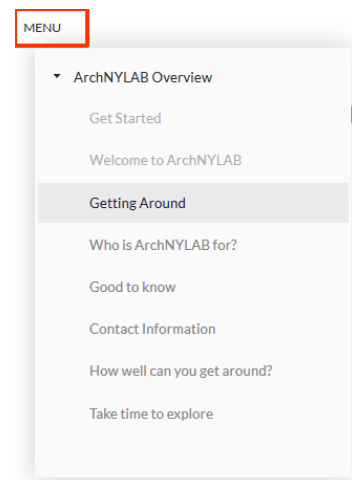 MENU
ArchNYLAB Overview
Get Started
Welcome to ArchNYLAB
Getting Around
Who is ArchNYLAB for?
Good to know
Contact Information
How well can you get around?
Take time to explore